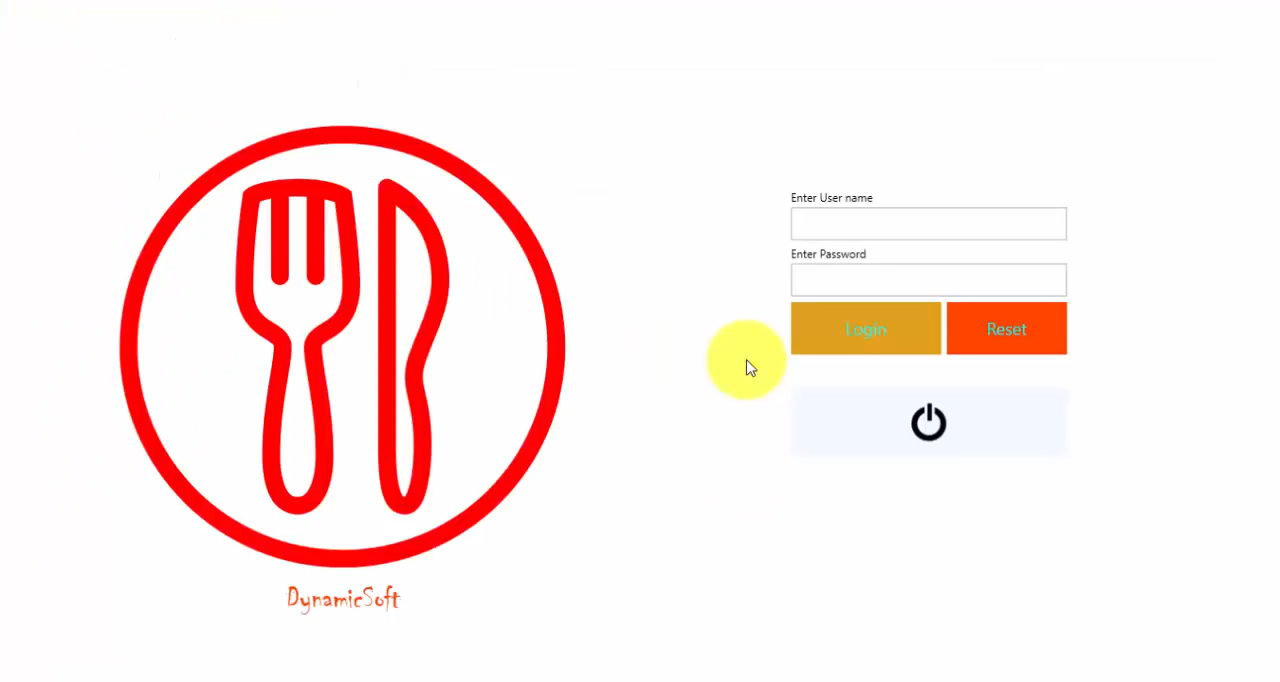 Enter User name
Enter Password
Login
Reset
DynamicSoft